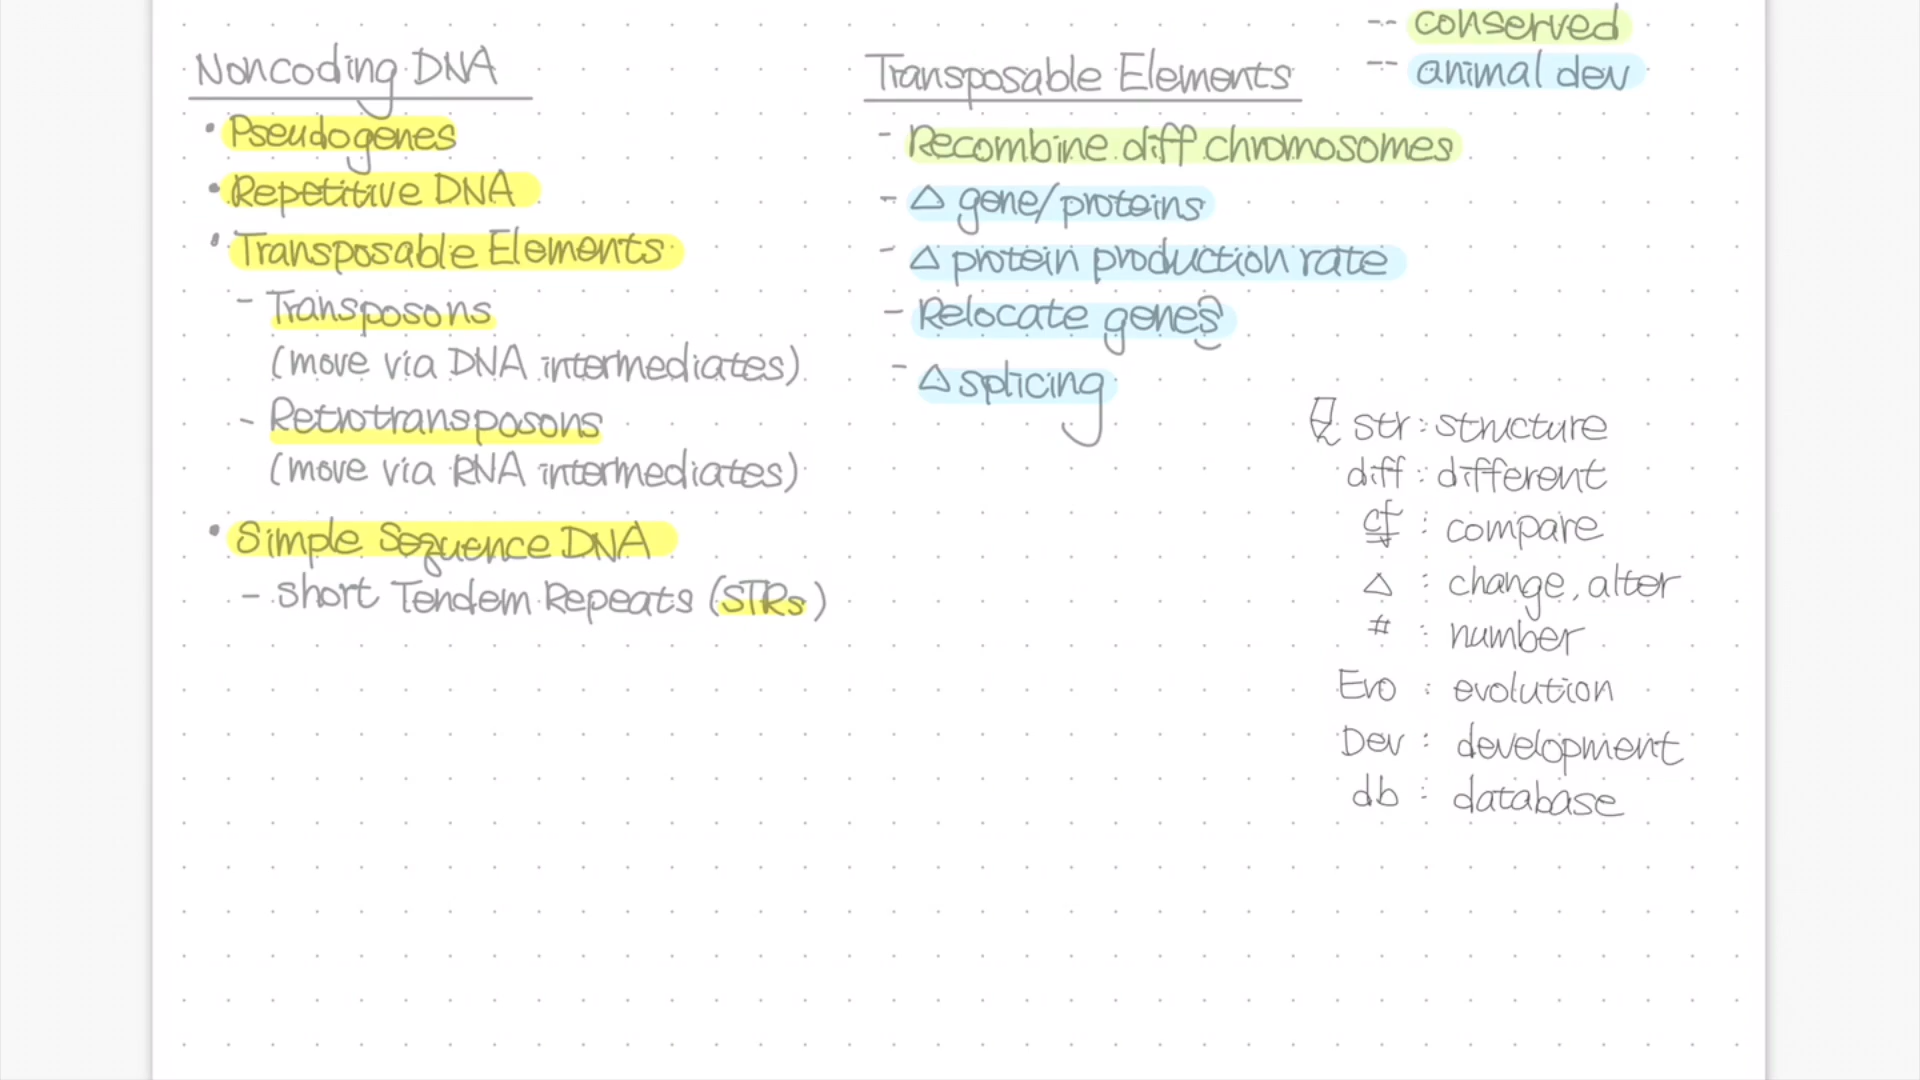 -- conserved
-- animal dev
Noncoding DNA
• Pseudogenes
• Repetitive DNA
• Transposable Elements
- Transposons
(move via DNA intermediates)
- Retrotransposons
(move via RNA intermediates)
• Simple Sequence DNA
- Short Tendem Repeats (STRs)
Transposable Elements
- Recombine diff chromosomes
- △ gene/proteins
- △ protein production rate
- Relocate genes
- △ splicing
str : structure
diff : different
cf : compare
△ : change, alter
# : number
Evo : evolution
Dev : development
db : database